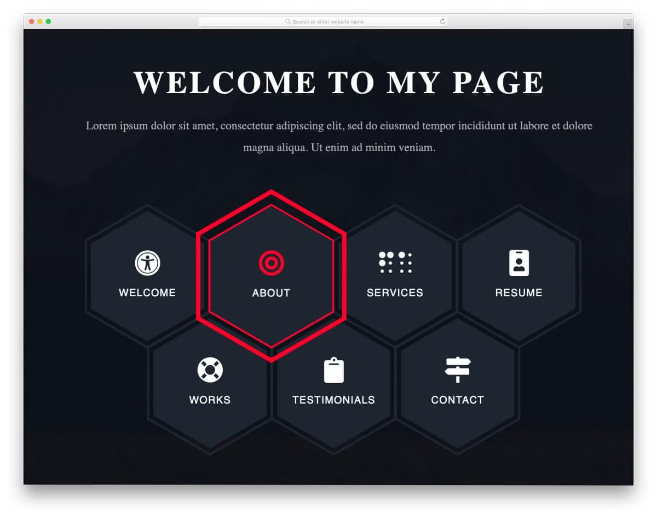 Search or enter website name
WELCOME TO MY PAGE
Lorem ipsum dolor sit amet, consectetur adipiscing elit, sed do eiusmod tempor incididunt ut labore et dolore
magna aliqua. Ut enim ad minim veniam.
WELCOME
ABOUT
SERVICES
RESUME
WORKS
TESTIMONIALS
CONTACT